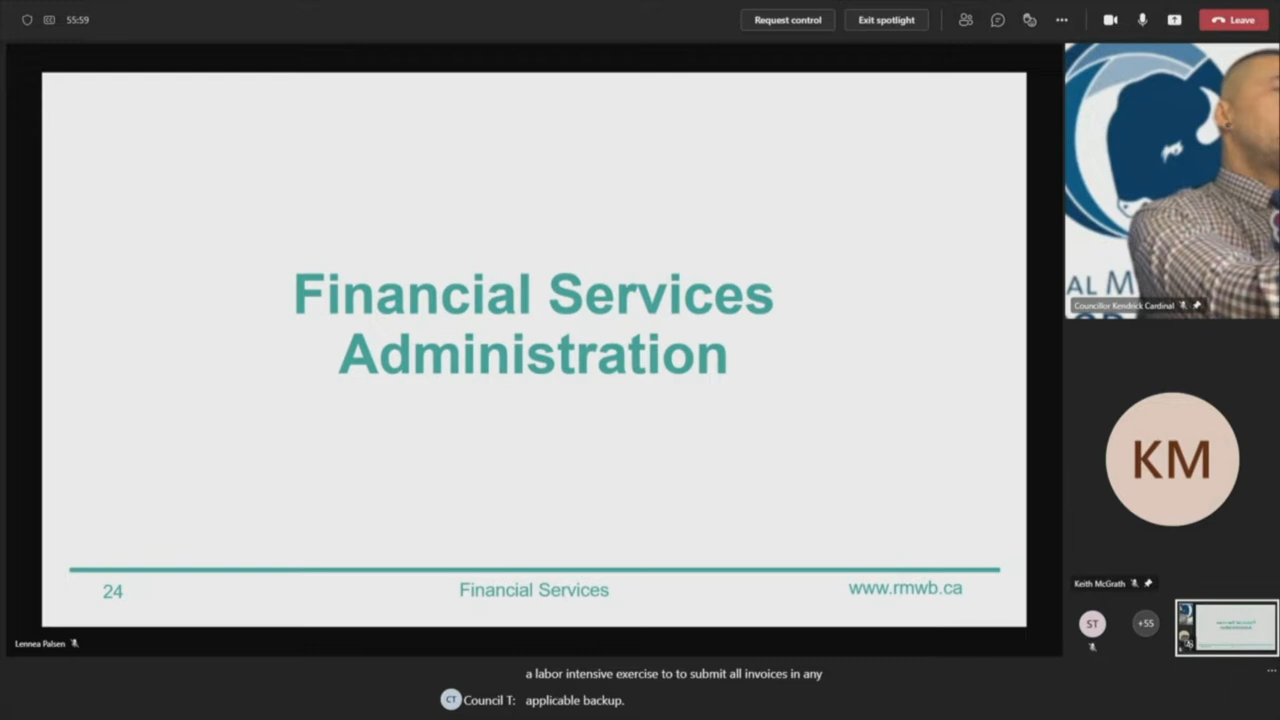 55:59
Request control
Exit spotlight
Leave
Financial Services
Administration
24
Financial Services
www.rmwb.ca
Lennea Palsen
AL M
Councillor Kendrick Cardinal
KM
Keith McGrath
ST
+55
a labor intensive exercise to to submit all invoices in any
CT
Council T:
applicable backup.